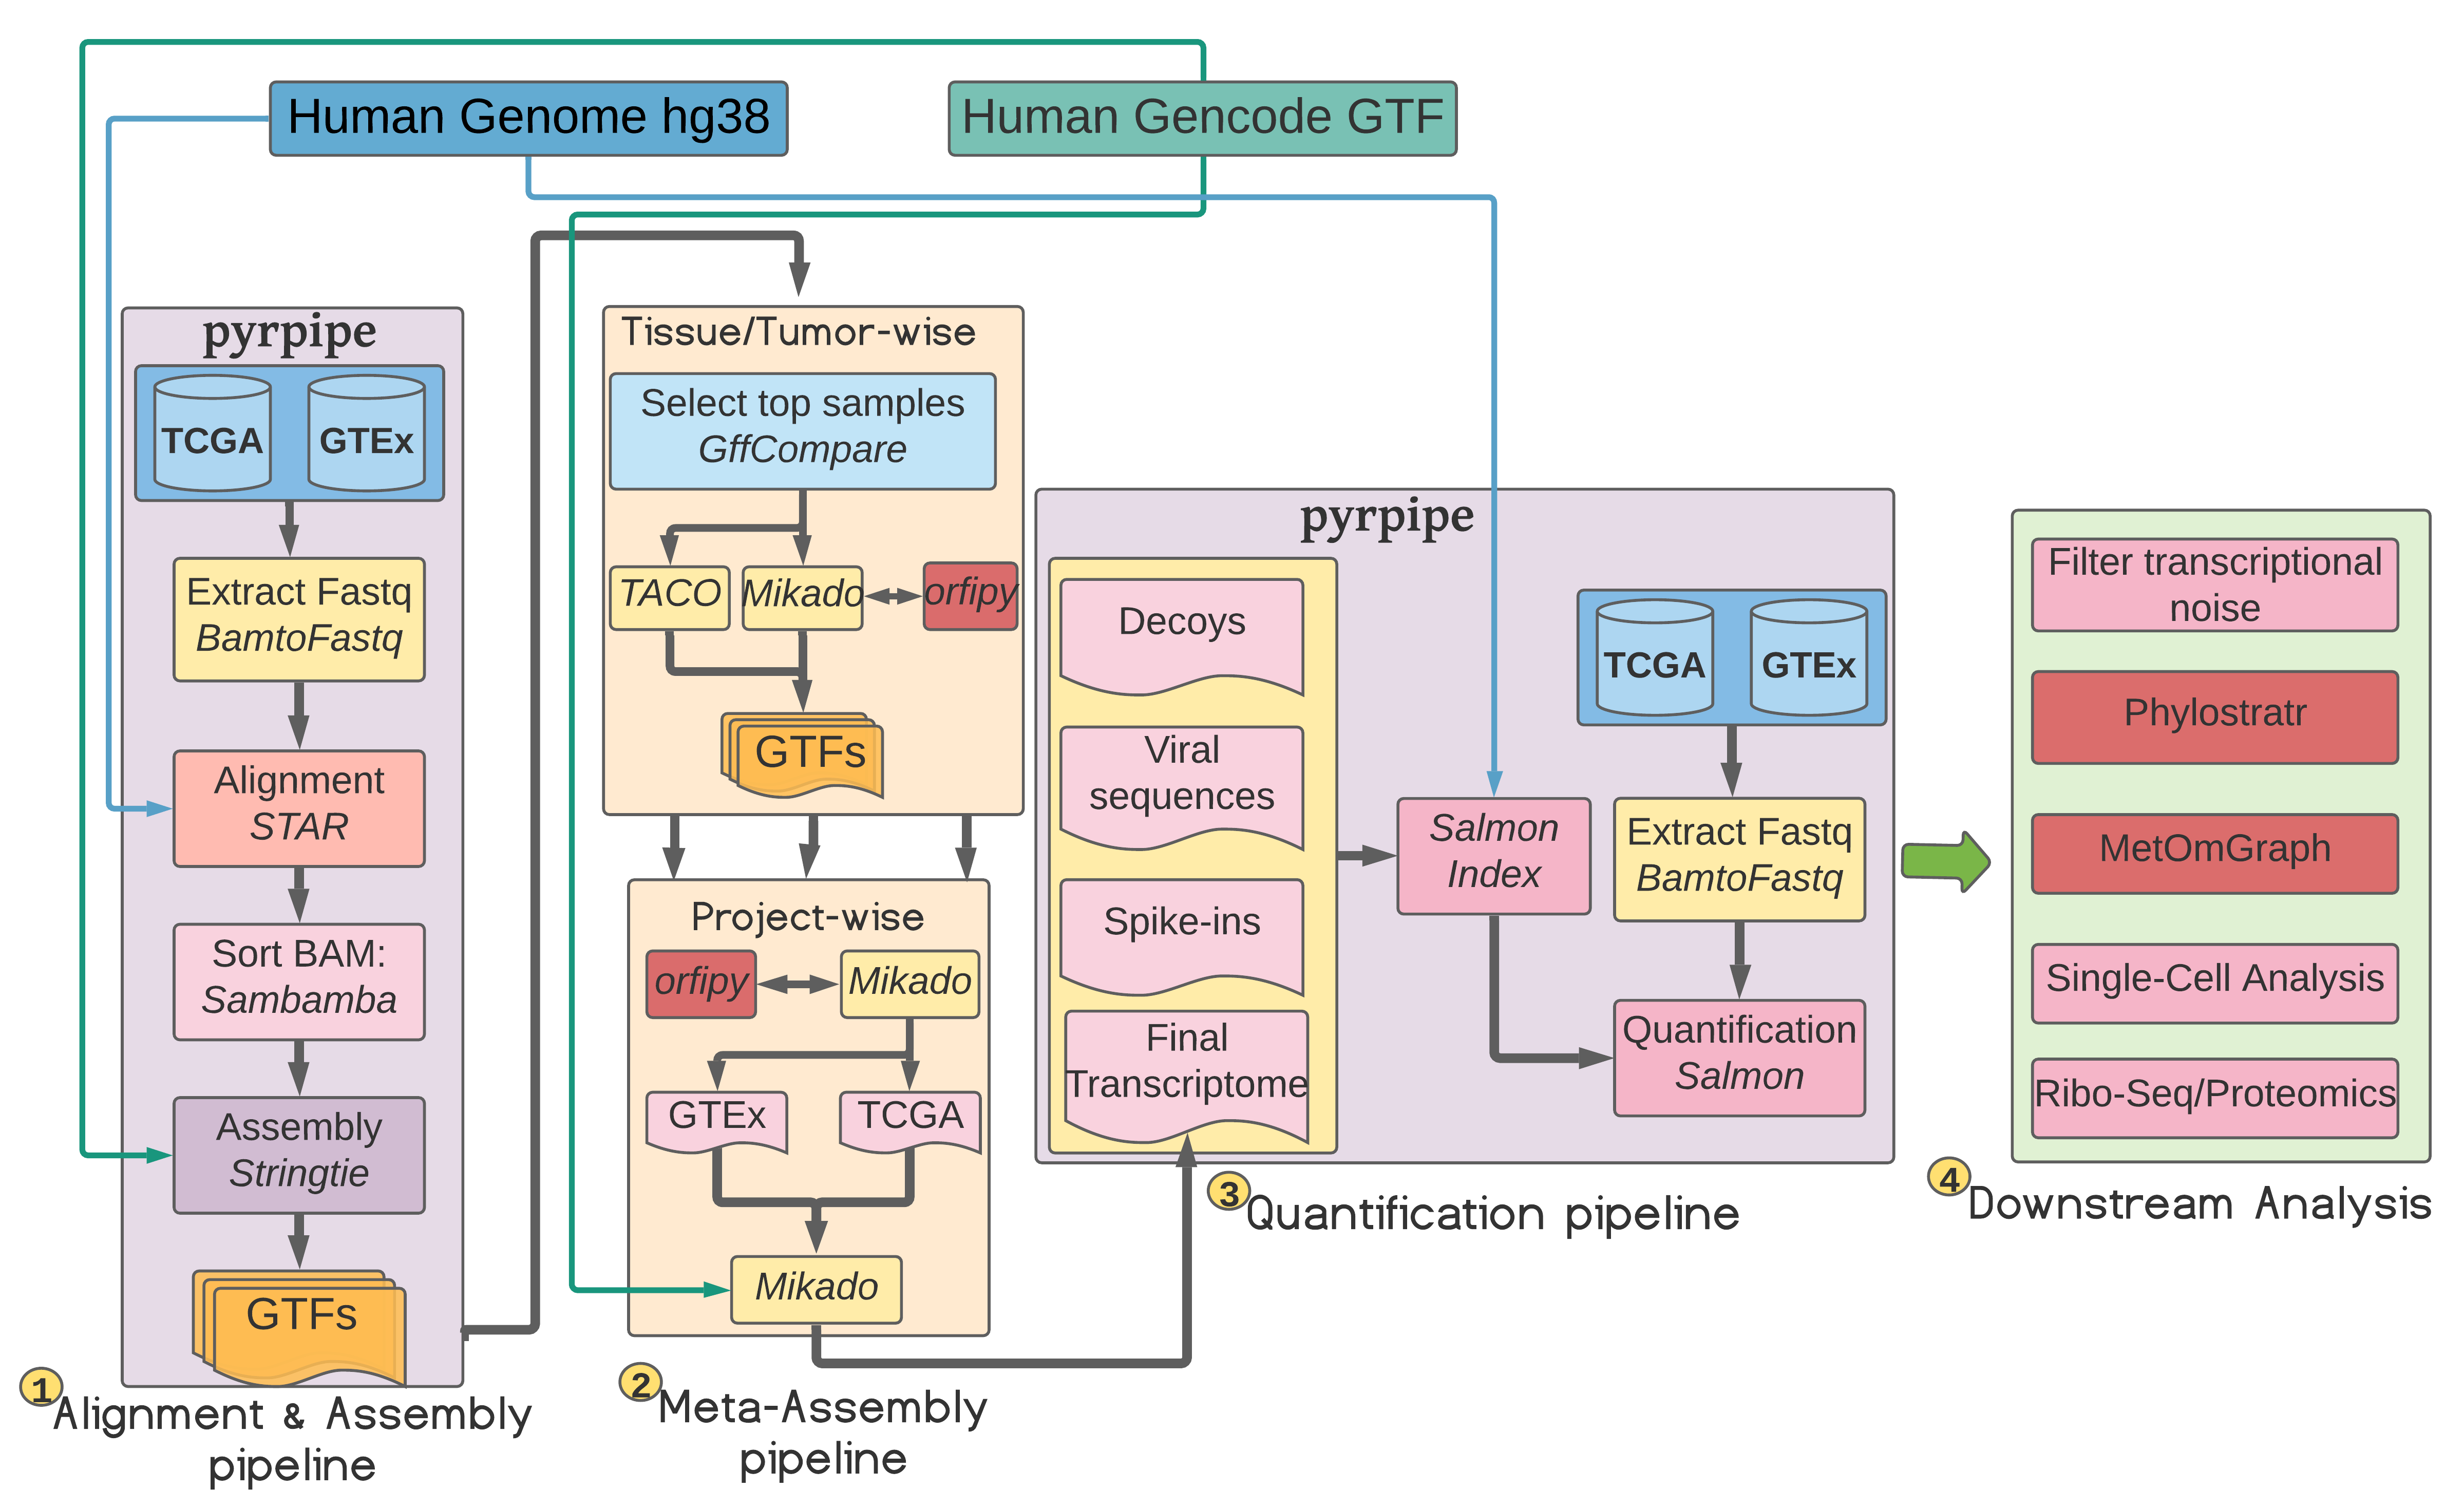 Human Genome hg38
Human Gencode GTF
pyrpipe
TCGA
GTEx
Extract Fastq
BamtoFastq
Alignment
STAR
Sort BAM:
Sambamba
Assembly
Stringtie
GTFs
1
Alignment & Assembly
pipeline
Tissue/Tumor-wise
Select top samples
GffCompare
TACO
Mikado
orfipy
GTFs
Project-wise
orfipy
Mikado
GTEx
TCGA
Mikado
2
Meta-Assembly
pipeline
pyrpipe
Decoys
Viral
sequences
Spike-ins
Final
Transcriptome
Salmon
Index
TCGA
GTEx
Extract Fastq
BamtoFastq
Quantification
Salmon
3
Quantification pipeline
Filter transcriptional
noise
Phylostratr
MetOmGraph
Single-Cell Analysis
Ribo-Seq/Proteomics
4
Downstream Analysis